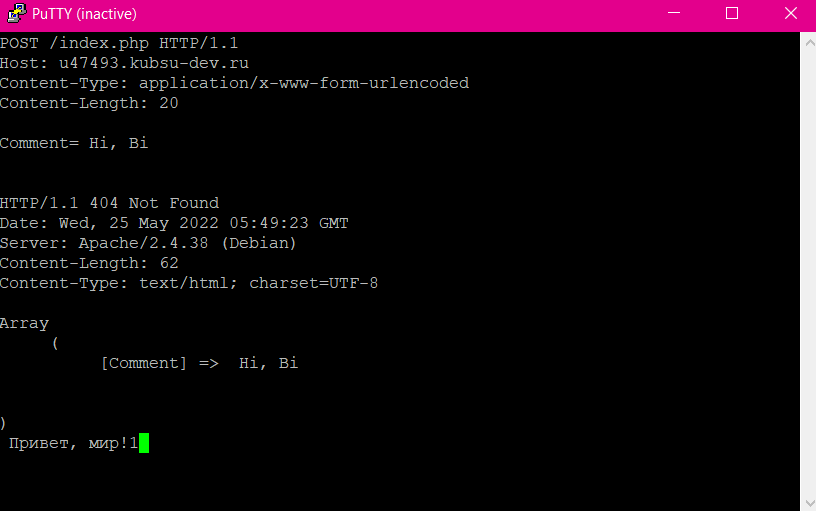 PuTTY (inactive)
POST /index.php HTTP/1.1
Host: u47493.kubsu-dev.ru
Content-Type: application/x-www-form-urlencoded
Content-Length: 20
Comment= Hi, Bi
HTTP/1.1 404 Not Found
Date: Wed, 25 May 2022 05:49:23 GMT
Server: Apache/2.4.38 (Debian)
Content-Length: 62
Content-Type: text/html; charset=UTF-8
Array
(
[Comment] =>  Hi, Bi
)
Привет, мир!1